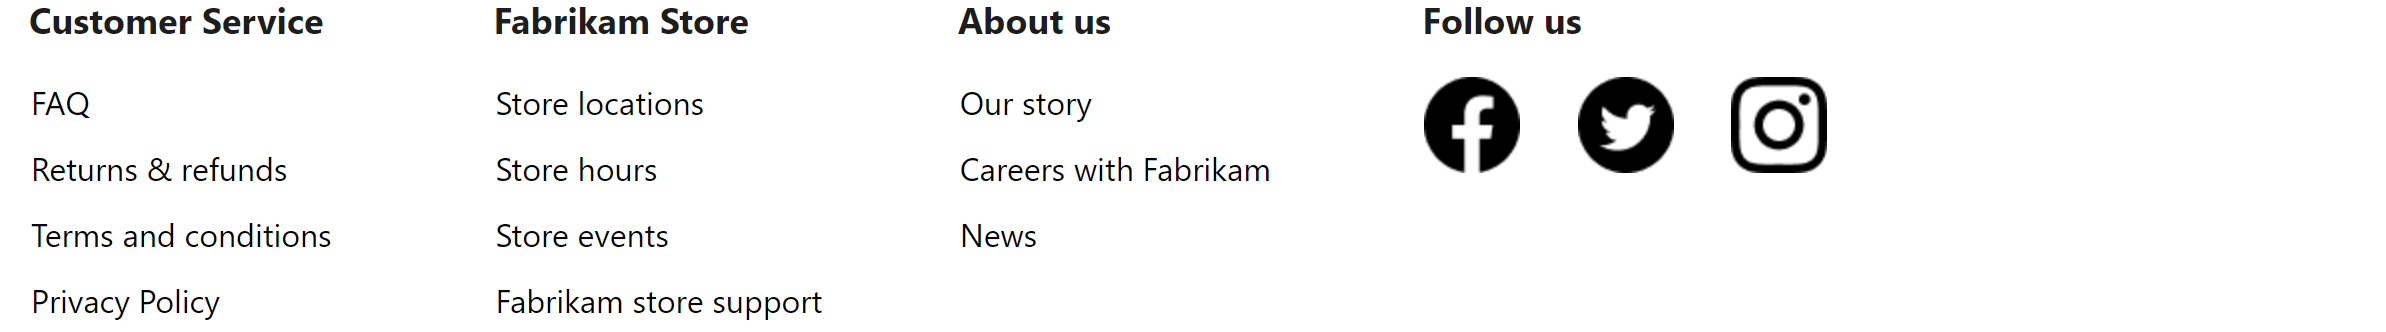 Customer Service
FAQ
Returns & refunds
Terms and conditions
Privacy Policy
Fabrikam Store
Store locations
Store hours
Store events
Fabrikam store support
About us
Our story
Careers with Fabrikam
News
Follow us